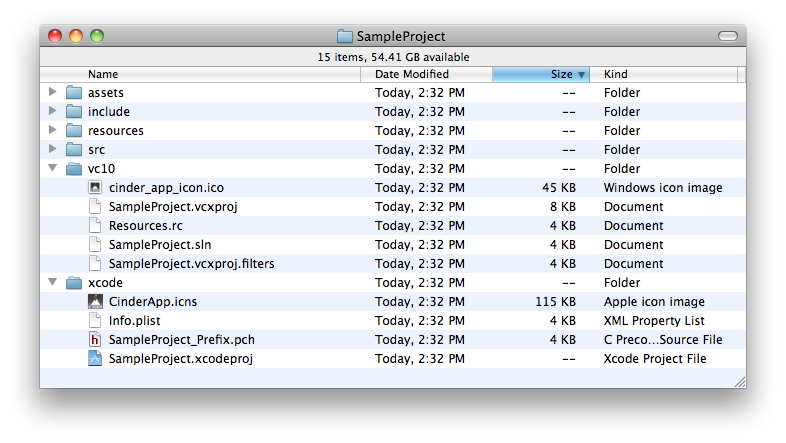 SampleProject
15 items, 54.41 GB available
Name Date Modified Size Kind
assets Today, 2:32 PM -- Folder
include Today, 2:32 PM -- Folder
resources Today, 2:32 PM -- Folder
src Today, 2:32 PM -- Folder
vc10 Today, 2:32 PM -- Folder
cinder_app_icon.ico Today, 2:32 PM 45 KB Windows icon image
SampleProject.vcxproj Today, 2:32 PM 8 KB Document
Resources.rc Today, 2:32 PM 4 KB Document
SampleProject.sln Today, 2:32 PM 4 KB Document
SampleProject.vcxproj.filters Today, 2:32 PM 4 KB Document
xcode Today, 2:32 PM -- Folder
CinderApp.icns Today, 2:32 PM 115 KB Apple icon image
Info.plist Today, 2:32 PM 4 KB XML Property List
h SampleProject_Prefix.pch Today, 2:32 PM 4 KB C Preco...Source File
SampleProject.xcodeproj Today, 2:32 PM -- Xcode Project File